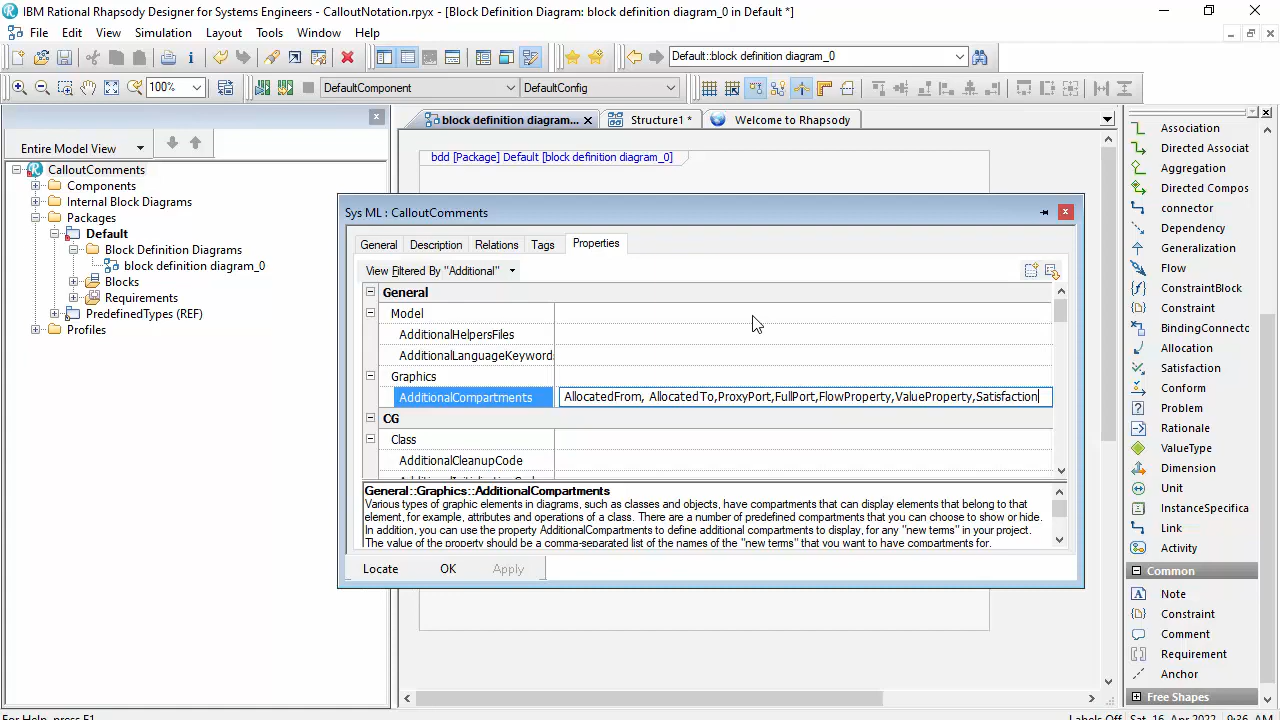 IBM Rational Rhapsody Designer for Systems Engineers - CalloutNotation.rpyx - [Block Definition Diagram: block definition diagram_0 in Default *]
File Edit View Simulation Layout Tools Window Help
Default::block definition diagram_0
100%
DefaultComponent
DefaultConfig
block definition diagram...
Structure1 *
Welcome to Rhapsody
Entire Model View
CalloutComments
Components
Internal Block Diagrams
Packages
Default
Block Definition Diagrams
block definition diagram_0
Blocks
Requirements
PredefinedTypes (REF)
Profiles
bdd [Package] Default [block definition diagram_0]
Sys ML : CalloutComments
General
Description
Relations
Tags
Properties
View Filtered By "Additional"
General
Model
AdditionalHelpersFiles
AdditionalLanguageKeyword
Graphics
AdditionalCompartments
AllocatedFrom, AllocatedTo,ProxyPort,FullPort,FlowProperty,ValueProperty,Satisfaction
CG
Class
AdditionalCleanupCode
General::Graphics::AdditionalCompartments
Various types of graphic elements in diagrams, such as classes and objects, have compartments that can display elements that belong to that
element, for example, attributes and operations of a class. There are a number of predefined compartments that you can choose to show or hide.
In addition, you can use the property AdditionalCompartments to define additional compartments to display, for any "new terms" in your project.
The value of the property should be a comma-separated list of the names of the "new terms" that you want to have compartments for.
Locate
OK
Apply
Association
Directed Associat
Aggregation
Directed Compos
connector
Dependency
Generalization
Flow
ConstraintBlock
Constraint
BindingConnecto
Allocation
Satisfaction
Conform
Problem
Rationale
ValueType
Dimension
Unit
InstanceSpecifica
Link
Activity
Common
Note
Constraint
Comment
Requirement
Anchor
Free Shapes
For Help, press F1
Labels Off Sat, 16, Apr 2022 9:36 AM